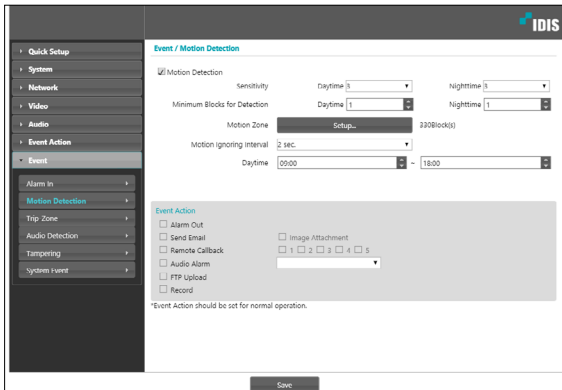 IDIS
Quick Setup
System
Network
Video
Audio
Event Action
Event
Alarm In
Motion Detection
Trip Zone
Audio Detection
Tampering
System Event
Event / Motion Detection
Motion Detection
Sensitivity Daytime 3 Nighttime 3
Minimum Blocks for Detection Daytime 1 Nighttime 1
Motion Zone Setup... 330Block(s)
Motion Ignoring Interval 2 sec.
Daytime 09:00 ~ 18:00
Event Action
Alarm Out
Send Email Image Attachment
Remote Callback 1 2 3 4 5
Audio Alarm
FTP Upload
Record
*Event Action should be set for normal operation.
Save